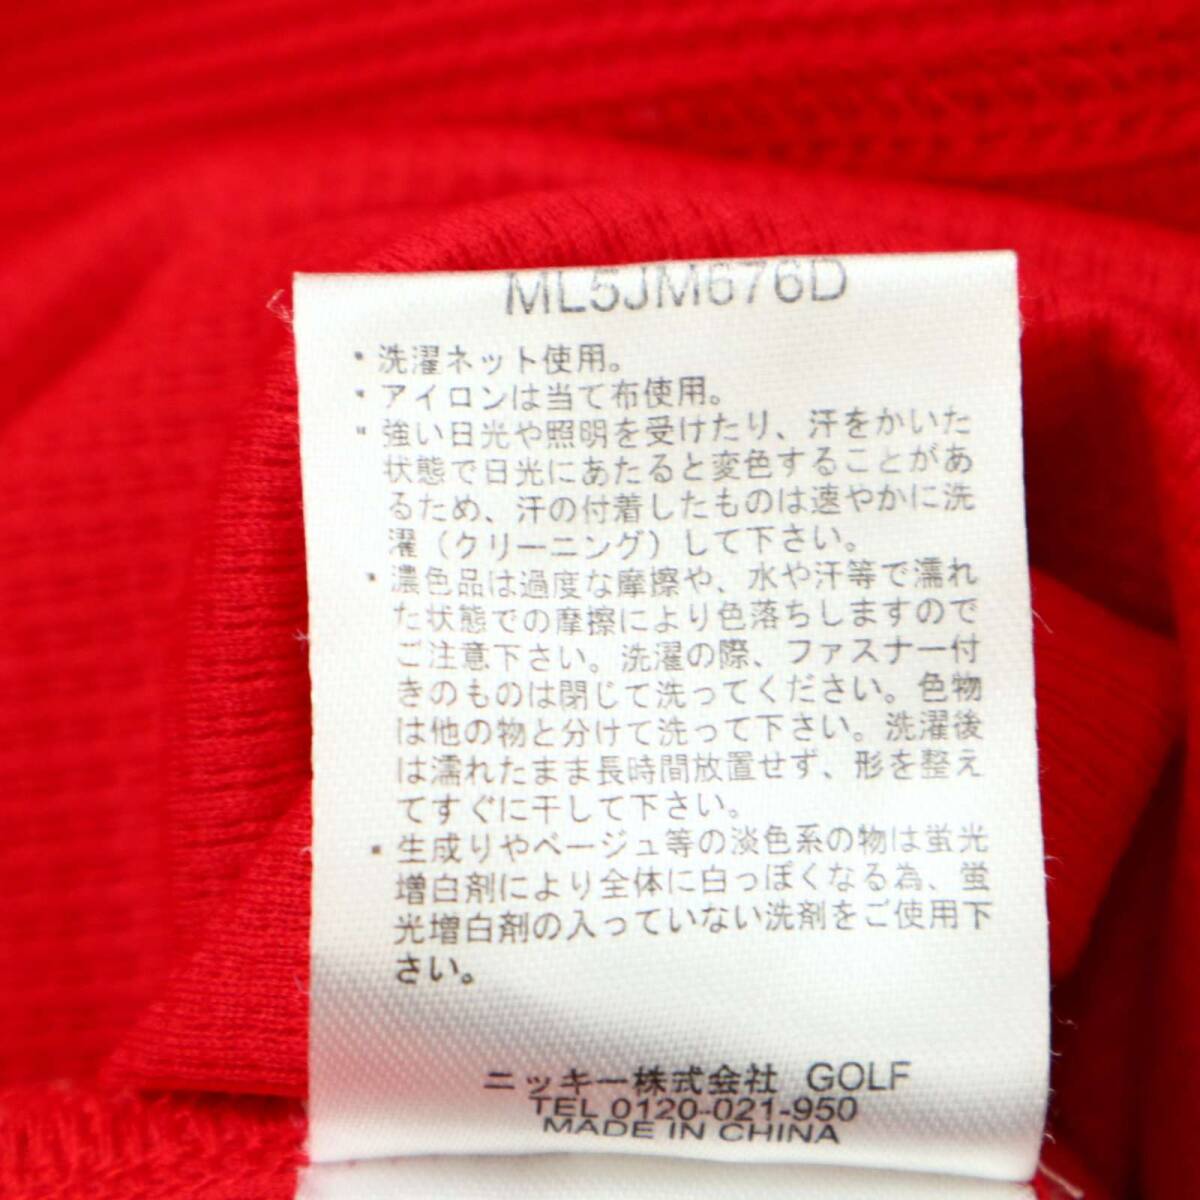 ML5JM676D
・洗濯ネット使用。
・アイロンは当て布使用。
・強い日光や照明を受けたり、汗をかいた
状態で日光にあたると変色することがあ
るため、汗の付着したものは速やかに洗
濯（クリーニング）して下さい。
・濃色品は過度な摩擦や、水や汗等で濡れ
た状態での摩擦により色落ちしますので
ご注意下さい。洗濯の際、ファスナー付
きのものは閉じて洗ってください。色物
は他の物と分けて洗って下さい。洗濯後
は濡れたまま長時間放置せず、形を整え
てすぐに干して下さい。
・生成りやベージュ等の淡色系の物は蛍光
増白剤により全体に白っぽくなる為、蛍
光増白剤の入っていない洗剤をご使用下
さい。
ニッキー株式会社 GOLF
TEL 0120-021-950
MADE IN CHINA